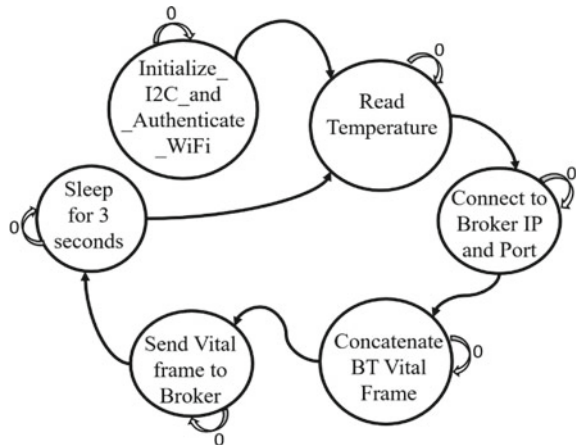 0
Initialize_
I2C_and
_Authenticate
_WiFi
0
Read
Temperature
0
Connect to
Broker IP
and Port
0
Concatenate
BT Vital
Frame
0
Send Vital
frame to
Broker
0
Sleep
for 3
seconds
0